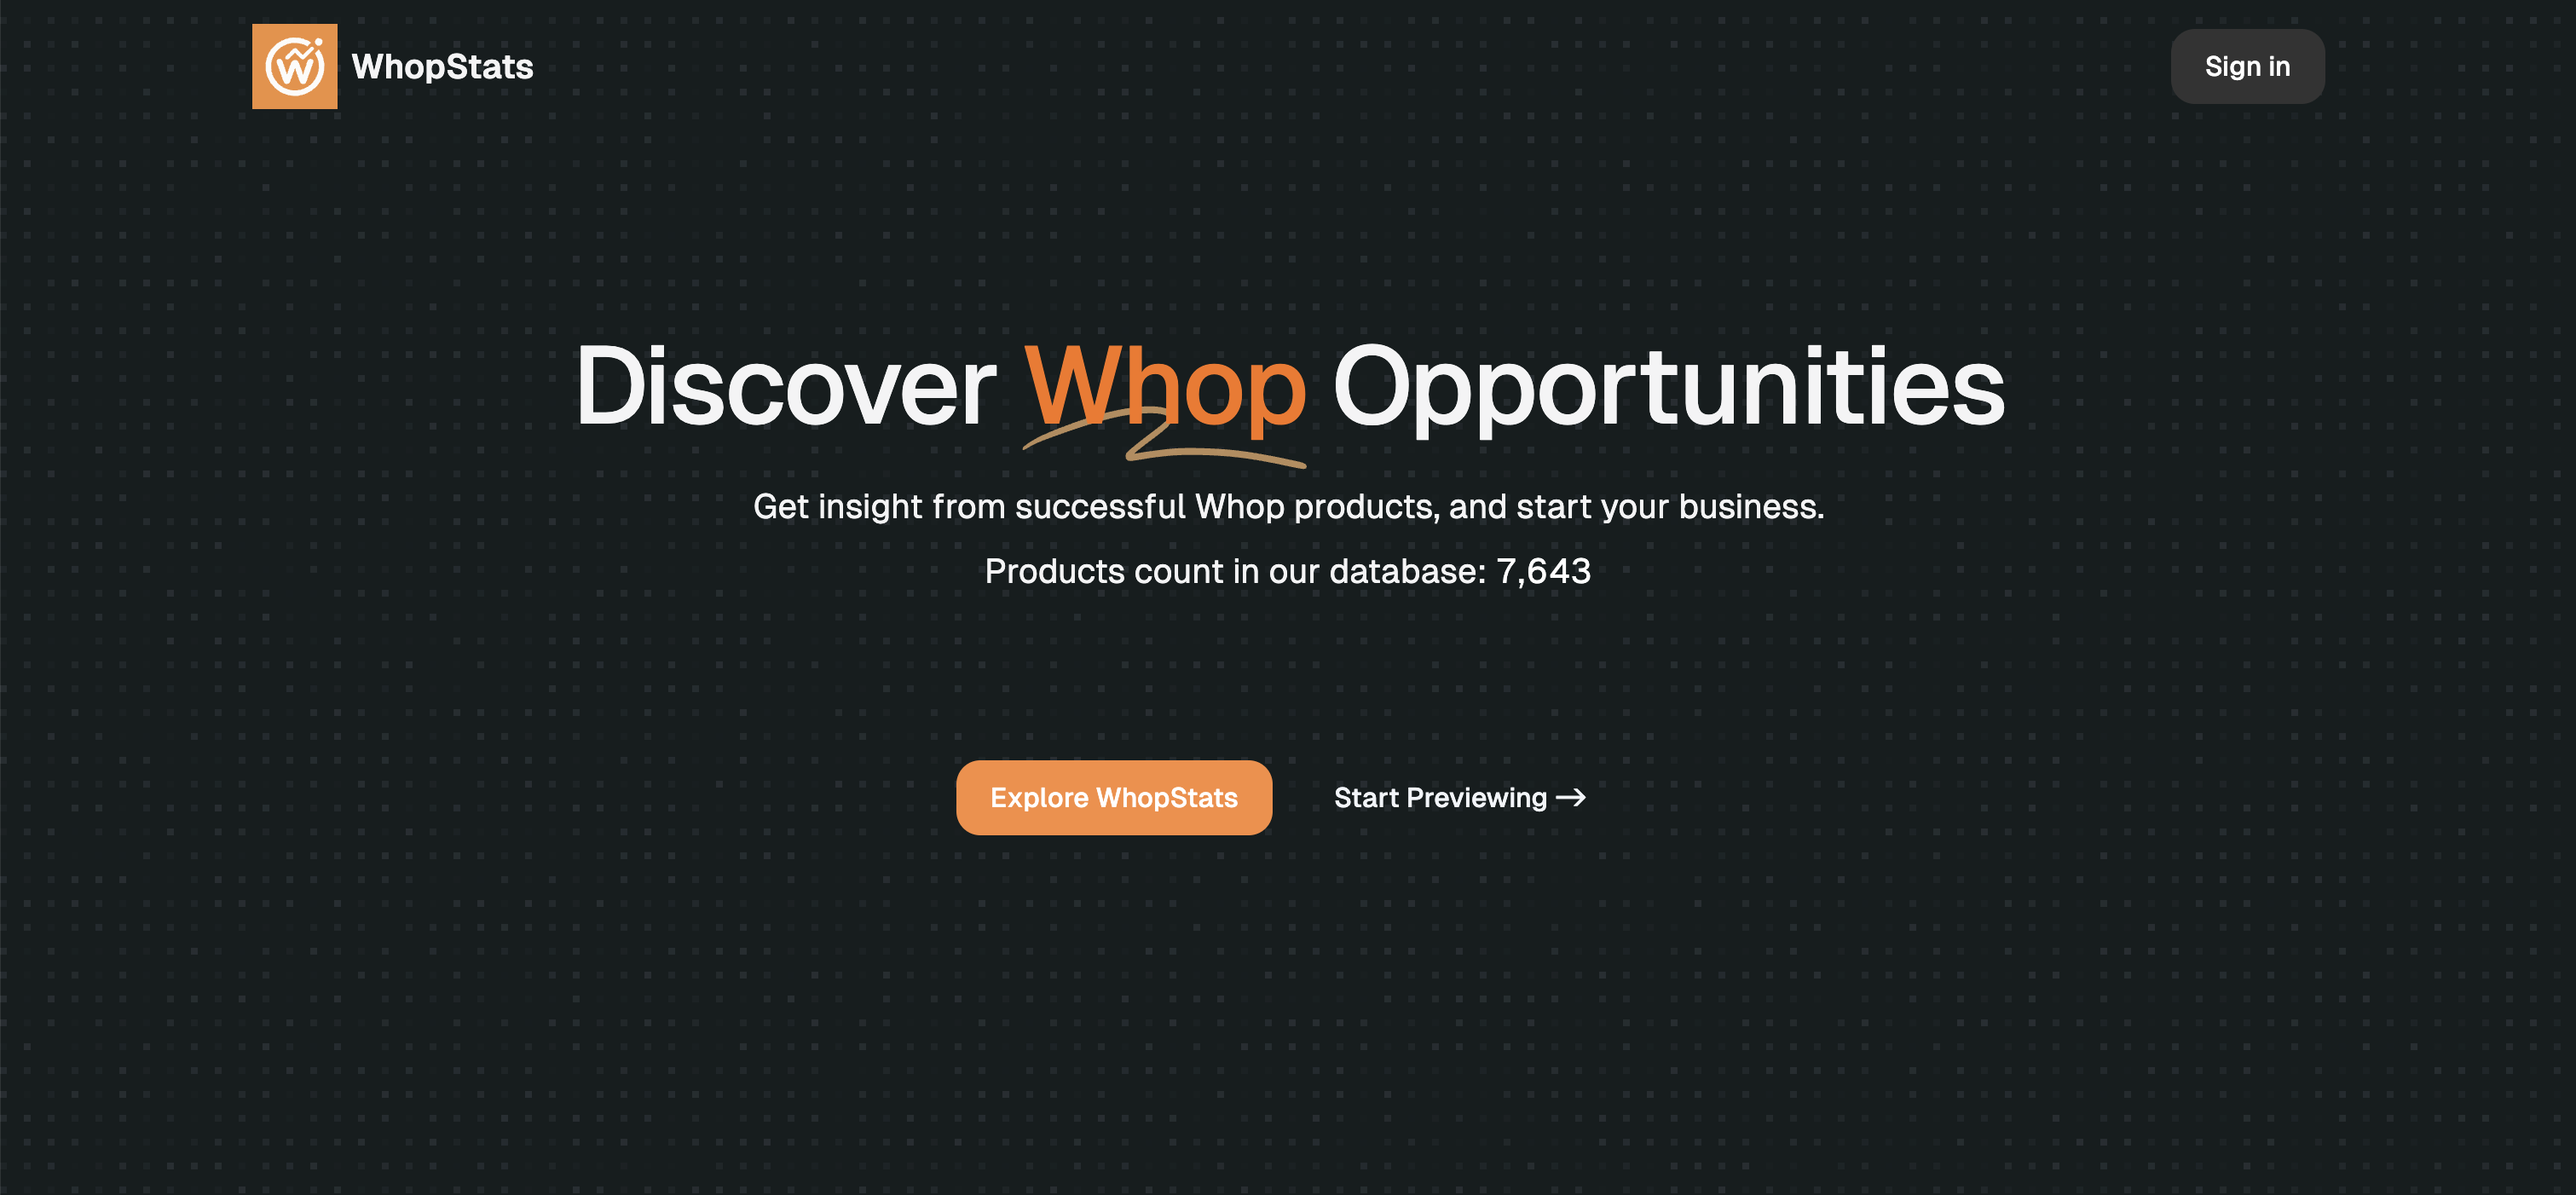 WhopStats
Sign in
Discover Whop Opportunities
Get insight from successful Whop products, and start your business.
Products count in our database: 7,643
Explore WhopStats
Start Previewing →